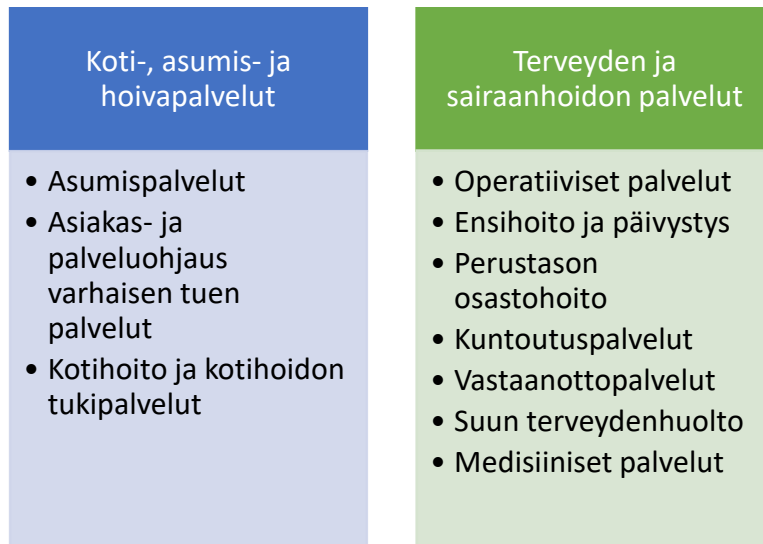 Koti-, asumis- ja
hoivapalvelut
• Asumispalvelut
• Asiakas- ja
palveluohjaus
varhaisen tuen
palvelut
• Kotihoito ja kotihoidon
tukipalvelut
Terveyden ja
sairaanhoidon palvelut
• Operatiiviset palvelut
• Ensihoito ja päivystys
• Perustason
osastohoito
• Kuntoutuspalvelut
• Vastaanottopalvelut
• Suun terveydenhuolto
• Medisiiniset palvelut